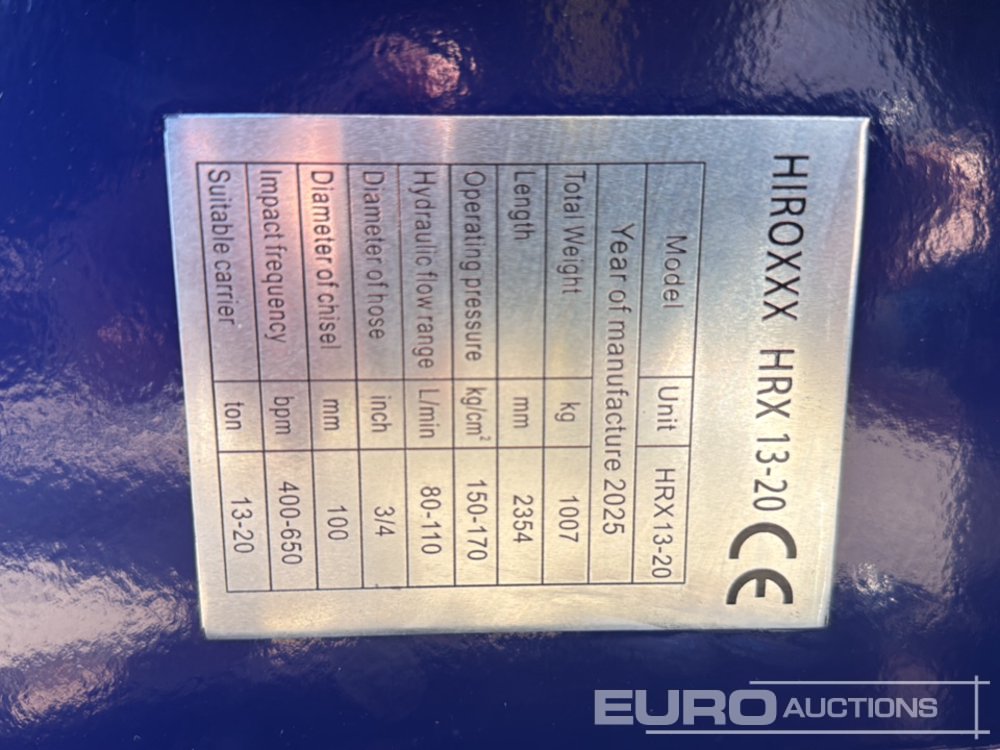 HIROXXX HRX 13-20 CE
Model Unit HRX13-20
Year of manufacture 2025
Total Weight kg 1007
Length mm 2354
Operating pressure kg/cm² 150-170
Hydraulic flow range L/min 80-110
Diameter of hose inch 3/4
Diameter of chisel mm 100
Impact frequency bpm 400-650
Suitable carrier ton 13-20
EURO AUCTIONS